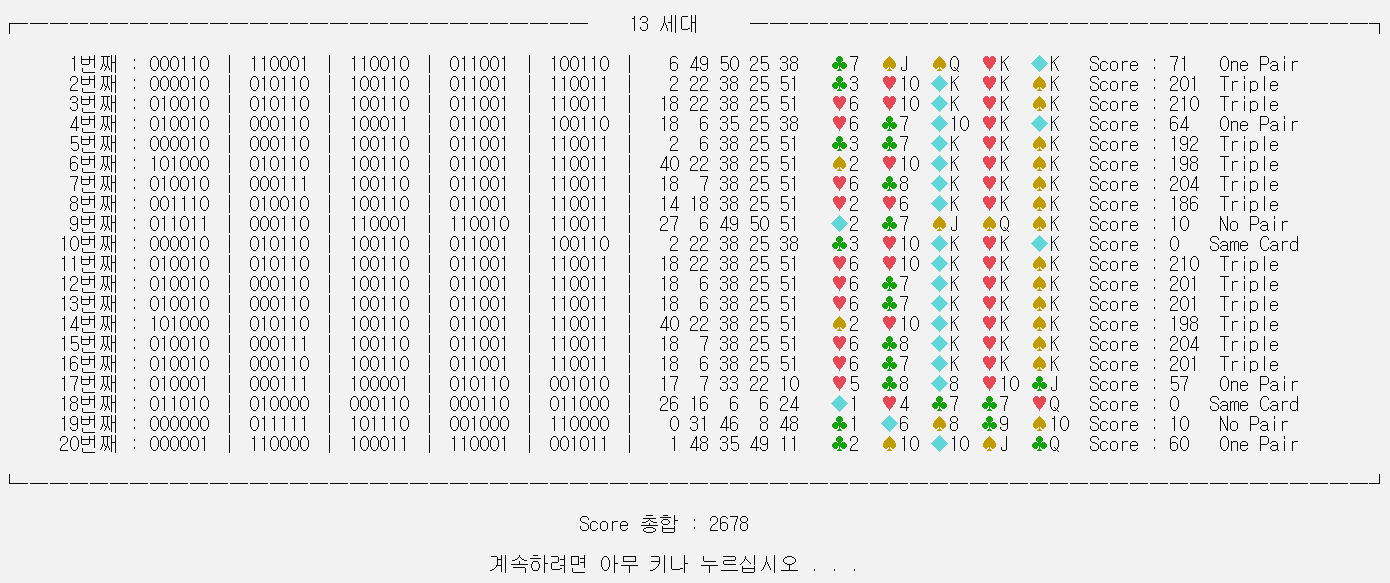 13 세대
1번째 : 000110 | 110001 | 110010 | 011001 | 100110 | 6 49 50 25 38 ♣7 ♠J ♠Q ♥K ◆K Score : 71 One Pair
2번째 : 000010 | 010110 | 100110 | 011001 | 110011 | 2 22 38 25 51 ♣3 ♥10 ◆K ♥K ♠K Score : 201 Triple
3번째 : 010010 | 010110 | 100110 | 011001 | 110011 | 18 22 38 25 51 ♥6 ♥10 ◆K ♥K ♠K Score : 210 Triple
4번째 : 010010 | 000110 | 100011 | 011001 | 100110 | 18 6 35 25 38 ♥6 ♣7 ◆10 ♥K ◆K Score : 64 One Pair
5번째 : 000010 | 000110 | 100110 | 011001 | 110011 | 2 6 38 25 51 ♣3 ♣7 ◆K ♥K ♠K Score : 192 Triple
6번째 : 101000 | 010110 | 100110 | 011001 | 110011 | 40 22 38 25 51 ♠2 ♥10 ◆K ♥K ♠K Score : 198 Triple
7번째 : 010010 | 000111 | 100110 | 011001 | 110011 | 18 7 38 25 51 ♥6 ♣8 ◆K ♥K ♠K Score : 204 Triple
8번째 : 001110 | 010010 | 100110 | 011001 | 110011 | 14 18 38 25 51 ♥2 ♥6 ◆K ♥K ♠K Score : 186 Triple
9번째 : 011011 | 000110 | 110001 | 110010 | 110011 | 27 6 49 50 51 ◆2 ♣7 ♠J ♠Q ♠K Score : 10 No Pair
10번째 : 000010 | 010110 | 100110 | 011001 | 100110 | 2 22 38 25 38 ♣3 ♥10 ◆K ♥K ◆K Score : 0 Same Card
11번째 : 010010 | 010110 | 100110 | 011001 | 110011 | 18 22 38 25 51 ♥6 ♥10 ◆K ♥K ♠K Score : 210 Triple
12번째 : 010010 | 000110 | 100110 | 011001 | 110011 | 18 6 38 25 51 ♥6 ♣7 ◆K ♥K ♠K Score : 201 Triple
13번째 : 010010 | 000110 | 100110 | 011001 | 110011 | 18 6 38 25 51 ♥6 ♣7 ◆K ♥K ♠K Score : 201 Triple
14번째 : 101000 | 010110 | 100110 | 011001 | 110011 | 40 22 38 25 51 ♠2 ♥10 ◆K ♥K ♠K Score : 198 Triple
15번째 : 010010 | 000111 | 100110 | 011001 | 110011 | 18 7 38 25 51 ♥6 ♣8 ◆K ♥K ♠K Score : 204 Triple
16번째 : 010010 | 000110 | 100110 | 011001 | 110011 | 18 6 38 25 51 ♥6 ♣7 ◆K ♥K ♠K Score : 201 Triple
17번째 : 010001 | 000111 | 100001 | 010110 | 001010 | 17 7 33 22 10 ♥5 ♣8 ◆8 ♥10 ♣J Score : 57 One Pair
18번째 : 011010 | 010000 | 000110 | 000110 | 011000 | 26 16 6 6 24 ◆1 ♥4 ♣7 ♣7 ♥Q Score : 0 Same Card
19번째 : 000000 | 011111 | 101110 | 001000 | 110000 | 0 31 46 8 48 ♣1 ◆6 ♠8 ♣9 ♠10 Score : 10 No Pair
20번째 : 000001 | 110000 | 100011 | 110001 | 001011 | 1 48 35 49 11 ♣2 ♠10 ◆10 ♠J ♣Q Score : 60 One Pair
Score 총합 : 2678
계속하려면 아무 키나 누르십시오 . . .